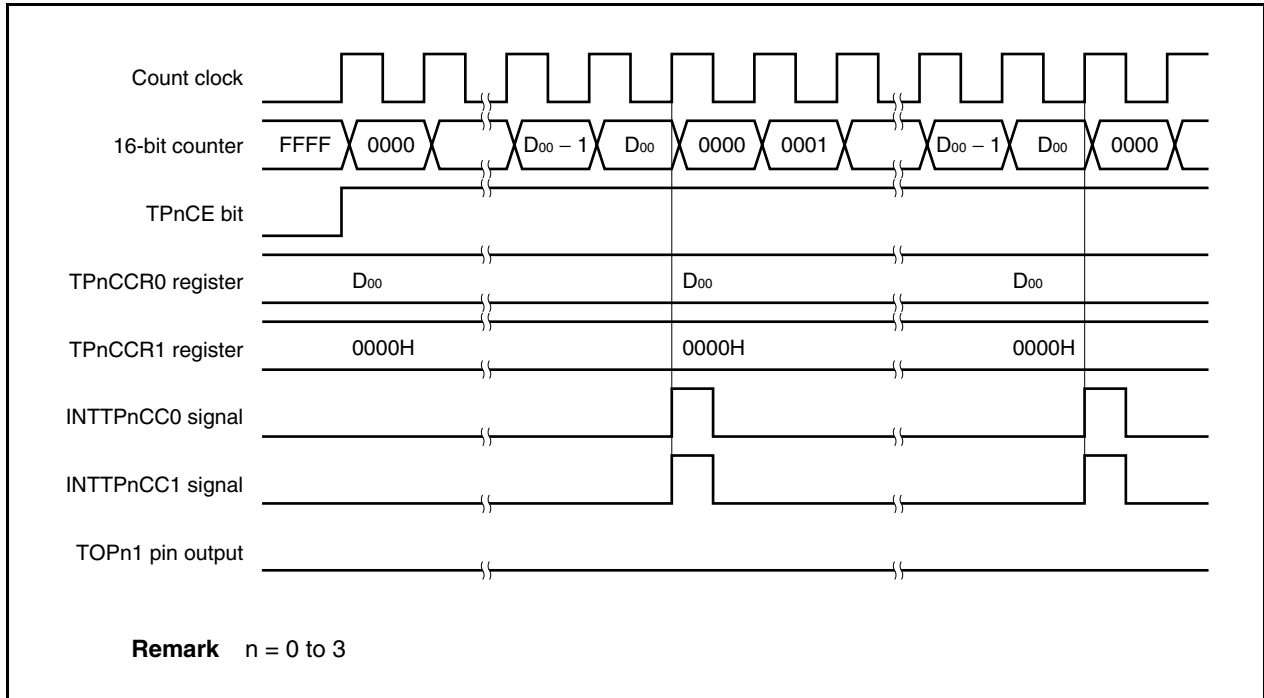 Count clock
16-bit counter FFFF 0000 D00 − 1 D00 0000 0001 D00 − 1 D00 0000
TPnCE bit
TPnCCR0 register D00 D00 D00
TPnCCR1 register 0000H 0000H 0000H
INTTPnCC0 signal
INTTPnCC1 signal
TOPn1 pin output
Remark n = 0 to 3